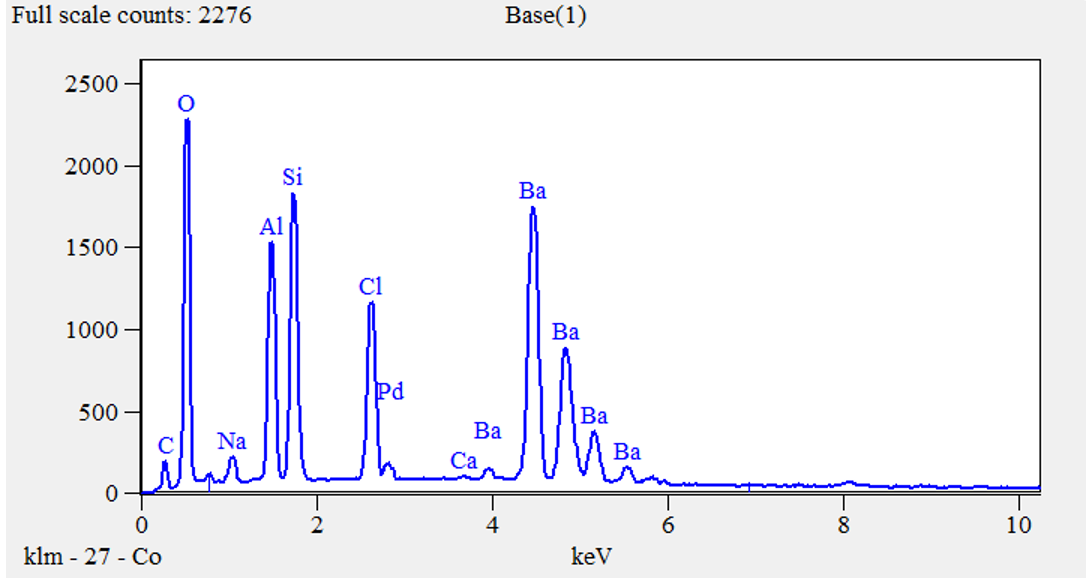 Full scale counts: 2276
Base(1)
2500
2000
1500
1000
500
0
O
Si
Al
Cl
Pd
C
Na
Ca
Ba
Ba
Ba
Ba
Ba
0 2 4 6 8 10
klm - 27 - Co
keV